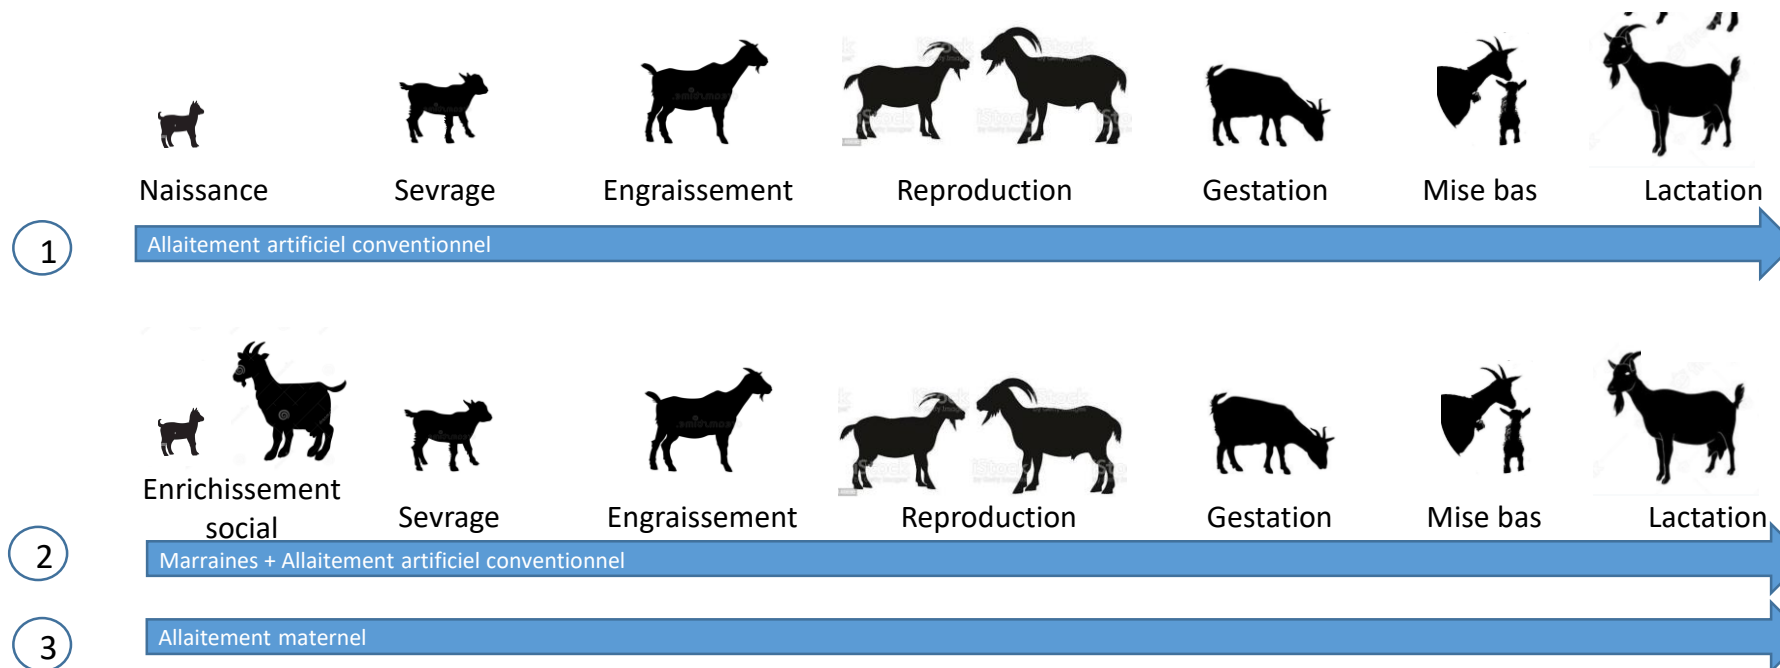 Naissance
Sevrage
Engraissement
Reproduction
Gestation
Mise bas
Lactation
1
Allaitement artificiel conventionnel
Enrichissement
social
Sevrage
Engraissement
Reproduction
Gestation
Mise bas
Lactation
2
Marraines + Allaitement artificiel conventionnel
3
Allaitement maternel